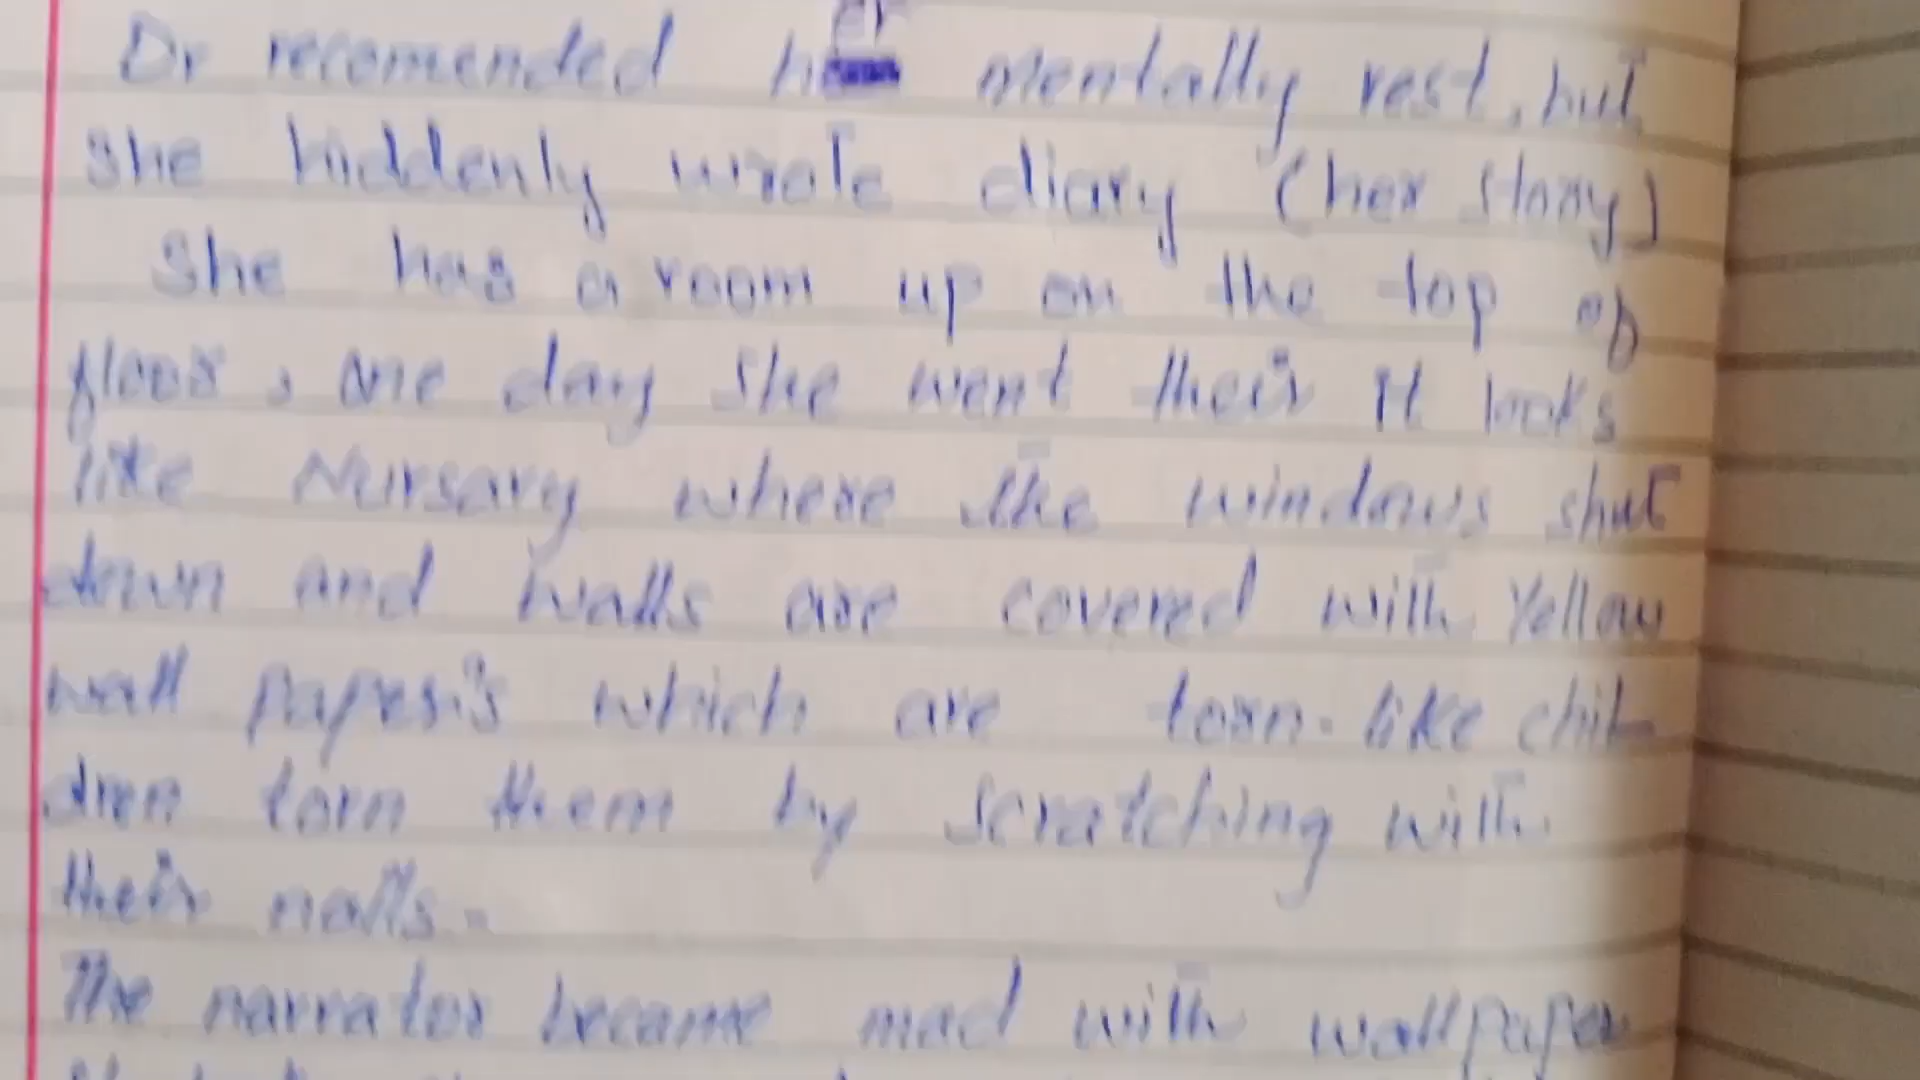 Dr recomended her mentally rest, but
she hiddenly wrote diary (her story)
She has a room up on the top of
floor, one day she went their it looks
like Nursary where the windows shut
down and walls are covered with Yellow
wall papers's which are torn. like chil-
dren torn them by scratching with
their nails.
The narrator became mad with wallpaper